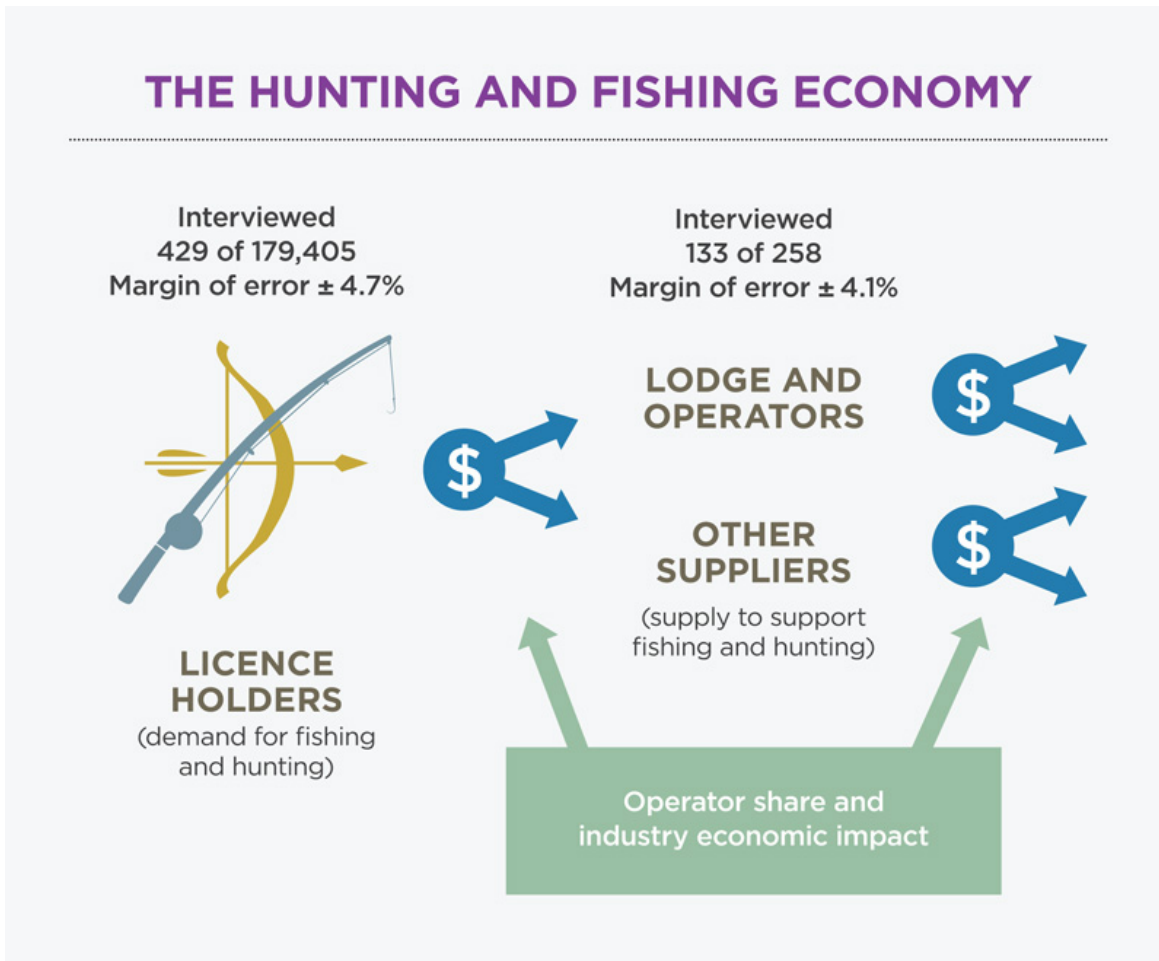 THE HUNTING AND FISHING ECONOMY
Interviewed
429 of 179,405
Margin of error ± 4.7%
Interviewed
133 of 258
Margin of error ± 4.1%
$
LODGE AND
OPERATORS
$
OTHER
SUPPLIERS
(supply to support
fishing and hunting)
$
LICENCE
HOLDERS
(demand for fishing
and hunting)
Operator share and
industry economic impact